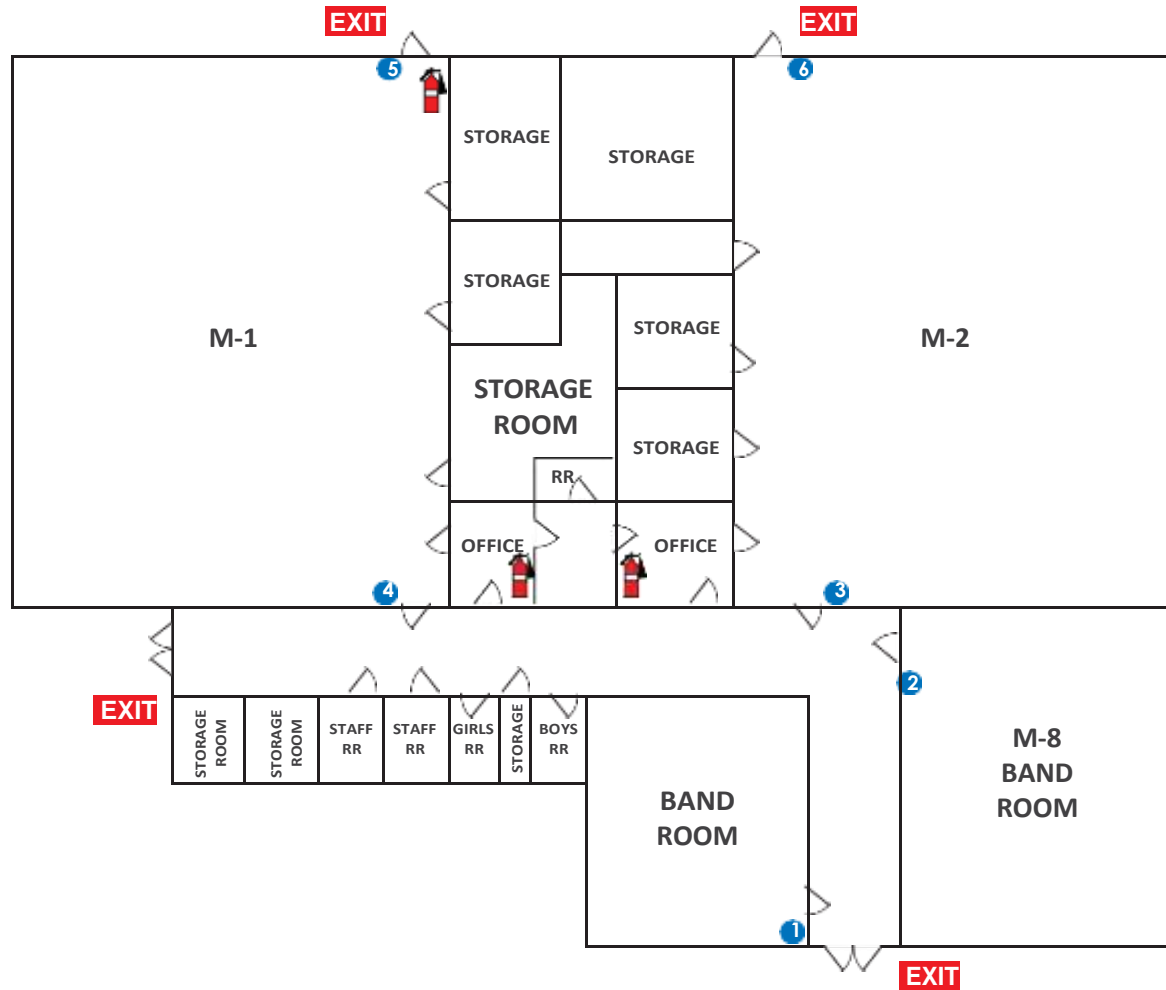 EXIT
EXIT
5
6
STORAGE
STORAGE
STORAGE
M-1
STORAGE
M-2
STORAGE
ROOM
STORAGE
RR
OFFICE
OFFICE
4
3
2
EXIT
STORAGE
ROOM
STORAGE
ROOM
STAFF
RR
STAFF
RR
GIRLS
RR
STORAGE
BOYS
RR
M-8
BAND
ROOM
BAND
ROOM
1
EXIT